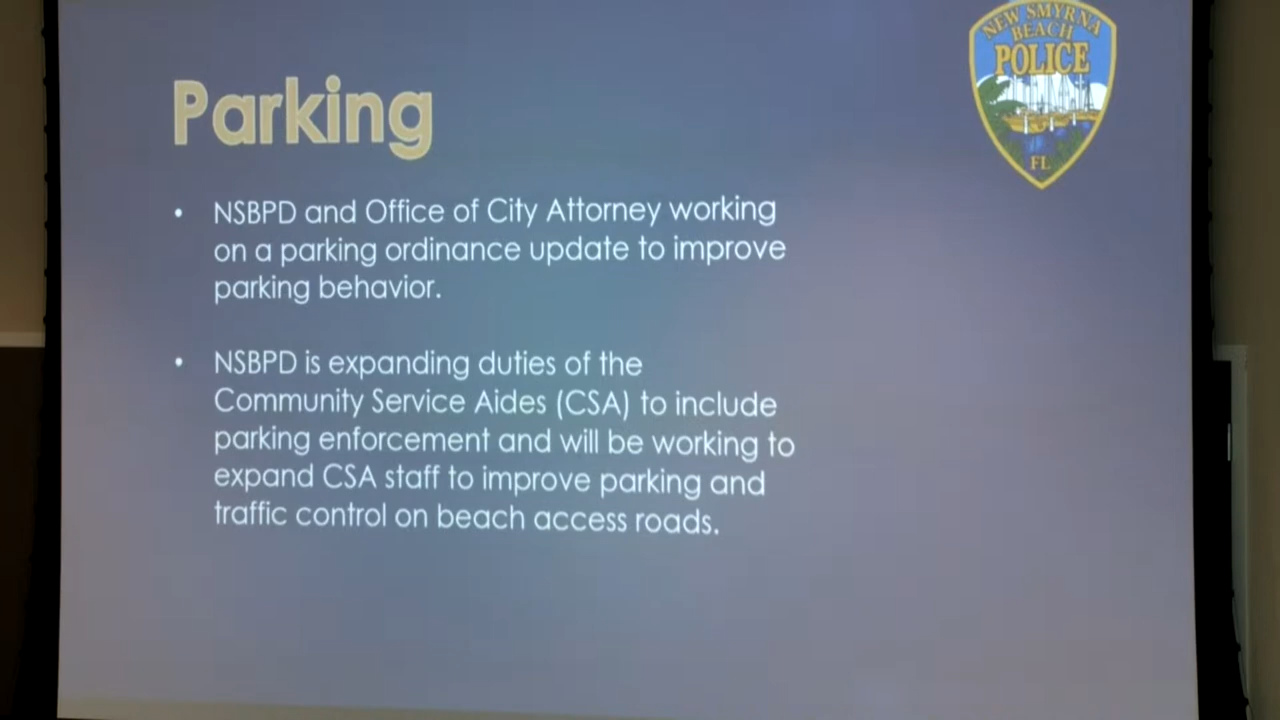 NEW SMYRNA
BEACH
POLICE
FL
Parking
• NSBPD and Office of City Attorney working
on a parking ordinance update to improve
parking behavior.
• NSBPD is expanding duties of the
Community Service Aides (CSA) to include
parking enforcement and will be working to
expand CSA staff to improve parking and
traffic control on beach access roads.